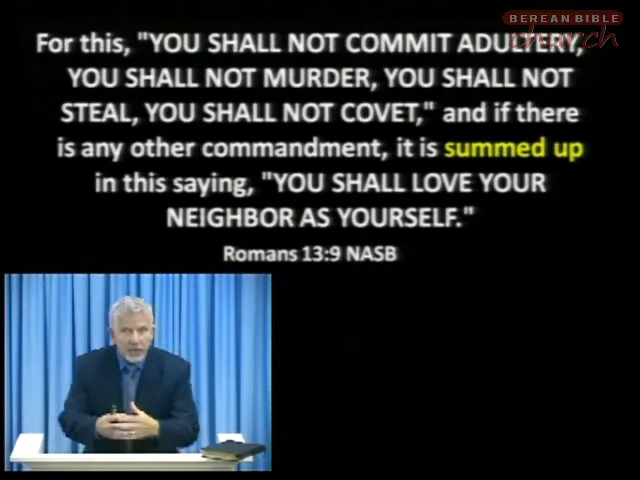 BEREAN BIBLE
church
For this, "YOU SHALL NOT COMMIT ADULTERY,
YOU SHALL NOT MURDER, YOU SHALL NOT
STEAL, YOU SHALL NOT COVET," and if there
is any other commandment, it is summed up
in this saying, "YOU SHALL LOVE YOUR
NEIGHBOR AS YOURSELF."
Romans 13:9 NASB